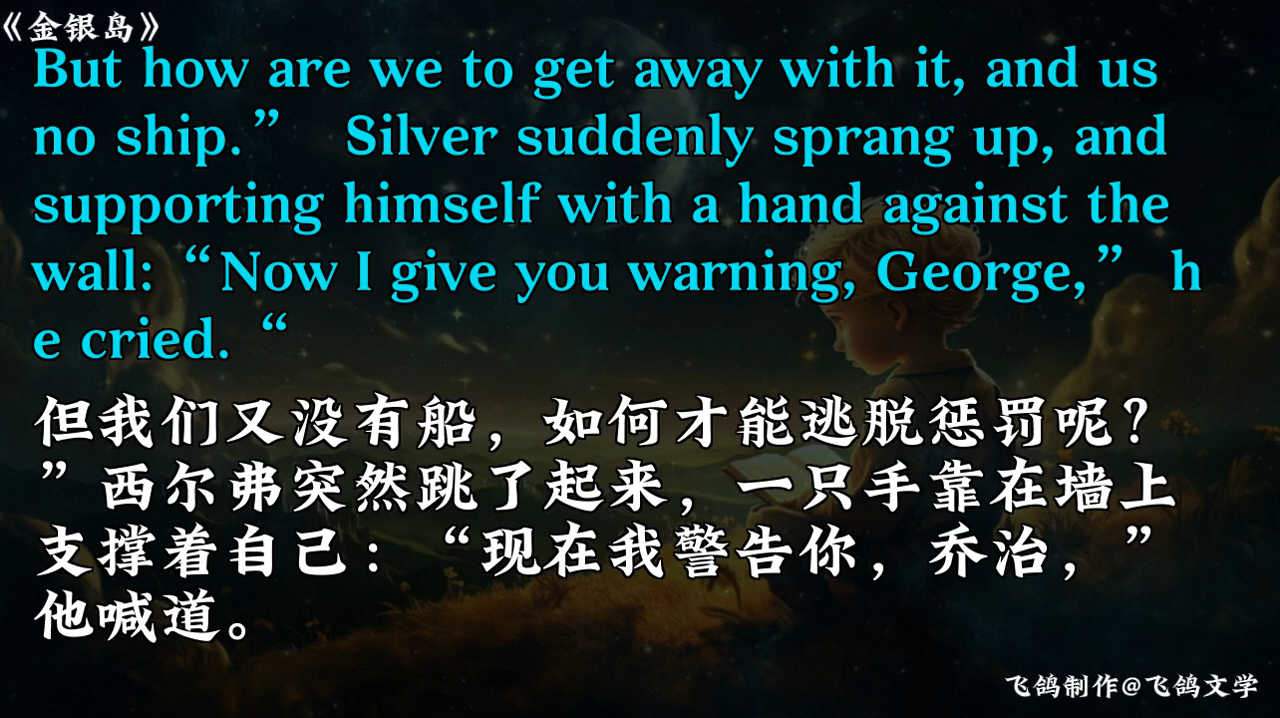 《金银岛》
But how are we to get away with it, and us
no ship.” Silver suddenly sprang up, and
supporting himself with a hand against the
wall: “Now I give you warning, George,” h
e cried. “
但我们又没有船，如何才能逃脱惩罚呢？
”西尔弗突然跳了起来，一只手靠在墙上
支撑着自己：“现在我警告你，乔治，”
他喊道。
飞鸽制作@飞鸽文学